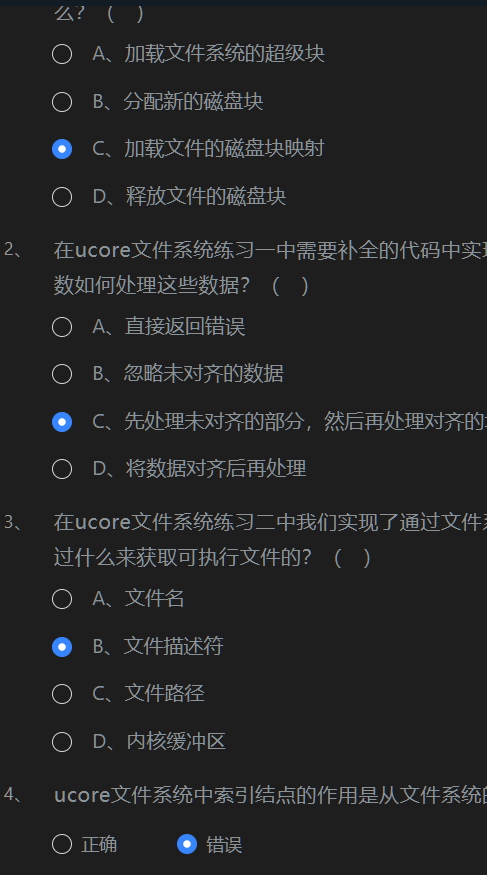 么？（ ）
A、加载文件系统的超级块
B、分配新的磁盘块
C、加载文件的磁盘块映射
D、释放文件的磁盘块
2、 在ucore文件系统练习一中需要补全的代码中实现
数如何处理这些数据？（ ）
A、直接返回错误
B、忽略未对齐的数据
C、先处理未对齐的部分，然后再处理对齐的
D、将数据对齐后再处理
3、 在ucore文件系统练习二中我们实现了通过文件系
过什么来获取可执行文件的？（ ）
A、文件名
B、文件描述符
C、文件路径
D、内核缓冲区
4、 ucore文件系统中索引结点的作用是从文件系统的
正确 错误